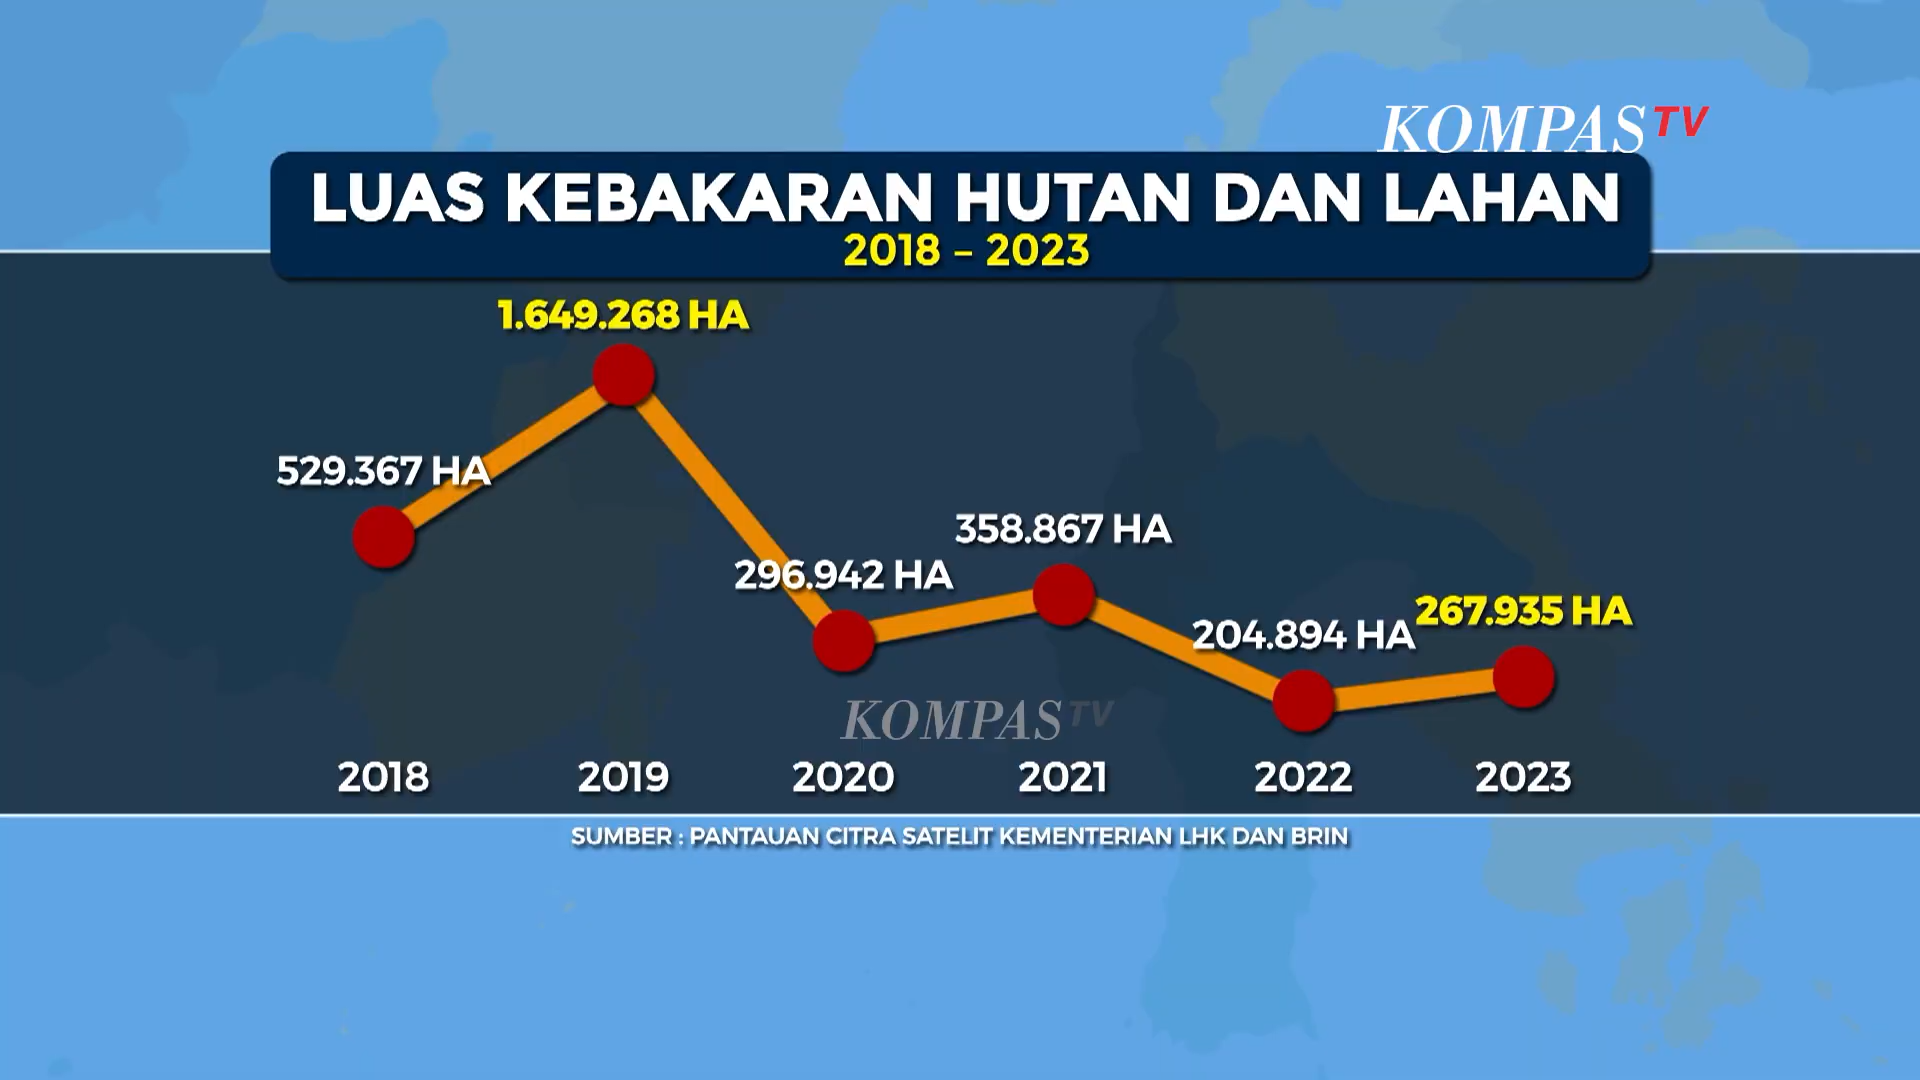 KOMPAS TV
LUAS KEBAKARAN HUTAN DAN LAHAN
2018 – 2023
1.649.268 HA
529.367 HA
358.867 HA
296.942 HA
267.935 HA
204.894 HA
KOMPAS TV
2018 2019 2020 2021 2022 2023
SUMBER : PANTAUAN CITRA SATELIT KEMENTERIAN LHK DAN BRIN